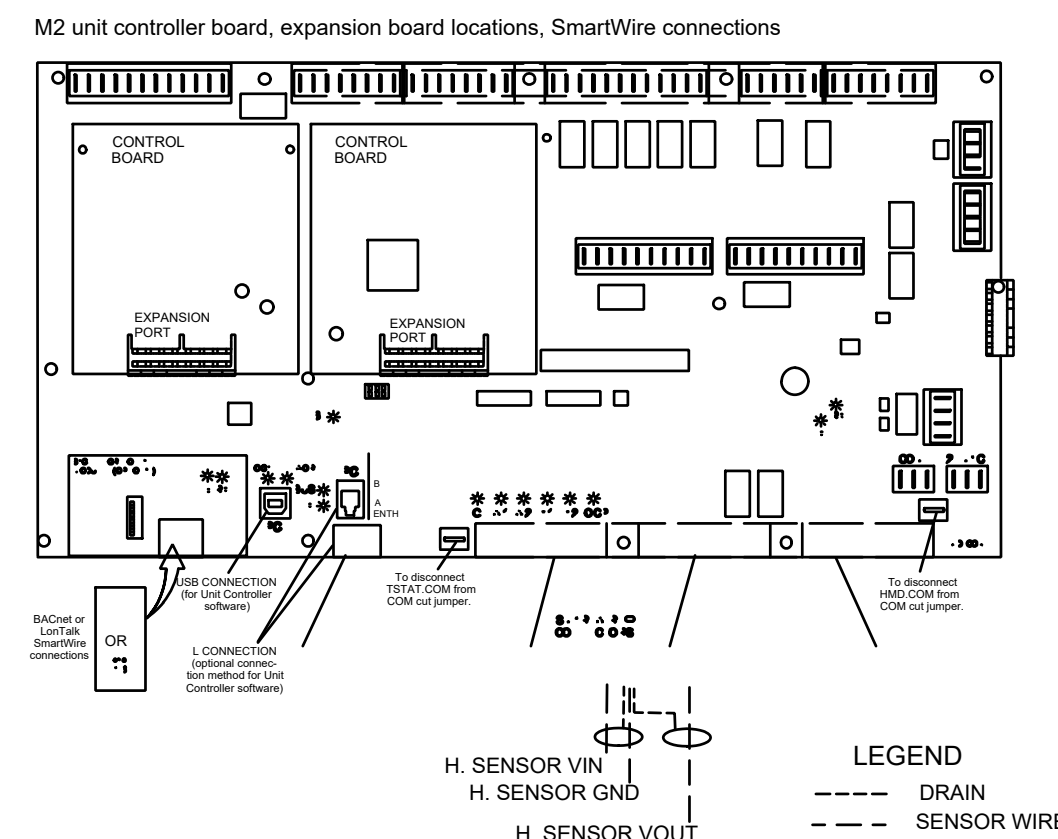 M2 unit controller board, expansion board locations, SmartWire connections
CONTROL
BOARD
CONTROL
BOARD
EXPANSION
PORT
EXPANSION
PORT
B
A
ENTH
USB CONNECTION
(for Unit Controller
software)
To disconnect
TSTAT.COM from
COM cut jumper.
To disconnect
HMD.COM from
COM cut jumper.
BACnet or
LonTalk
SmartWire
connections
OR
L CONNECTION
(optional connec-
tion method for Unit
Controller software)
H. SENSOR VIN
H. SENSOR GND
H. SENSOR VOUT
LEGEND
DRAIN
SENSOR WIRE